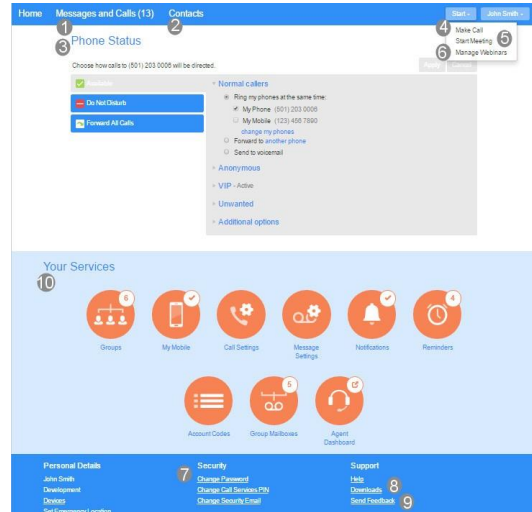 Home Messages and Calls (13) Contacts Start John Smith
1 2
4 Make Call
3 Phone Status
Start Meeting 5
6 Manage Webinars
Choose how calls to (501) 203 0006 will be directed.
Apply Cancel
Available
Do Not Disturb
Forward All Calls
Normal callers
Ring my phones at the same time:
My Phone (501) 203 0006
My Mobile (123) 456 7890
change my phones
Forward to another phone
Send to voicemail
Anonymous
VIP - Active
Unwanted
Additional options
Your Services
10
6 4
Groups My Mobile Call Settings Message Settings Notifications Reminders
5
Account Codes Group Mailboxes Agent Dashboard
Personal Details
John Smith
Development
Devices
Set Emergency Location
7 Security
Change Password
Change Call Services PIN
Change Security Email
Support
Help
Downloads 8
Send Feedback 9